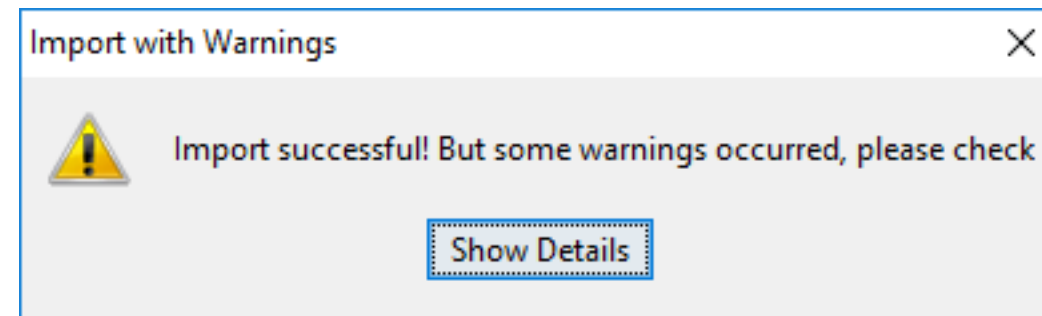 Import with Warnings
Import successful! But some warnings occurred, please check
Show Details